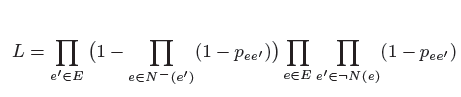 L = ∏_{e′∈E} (1 − ∏_{e∈N⁻(e′)} (1 − p_{ee′})) ∏_{e∈E} ∏_{e′∈¬N(e)} (1 − p_{ee′})